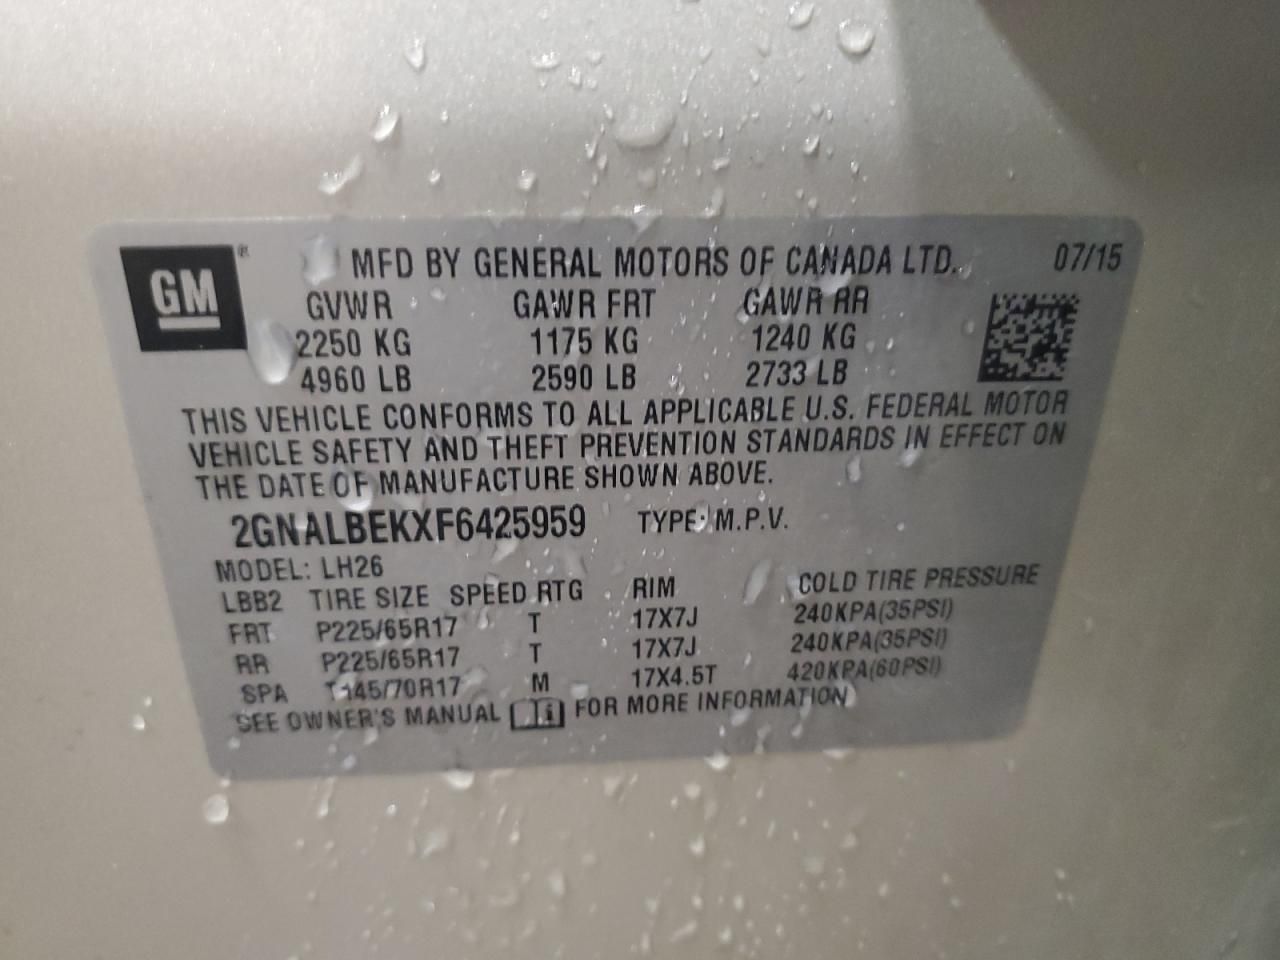 GM ®
MFD BY GENERAL MOTORS OF CANADA LTD. 07/15
GVWR GAWR FRT GAWR RR
2250 KG 1175 KG 1240 KG
4960 LB 2590 LB 2733 LB
THIS VEHICLE CONFORMS TO ALL APPLICABLE U.S. FEDERAL MOTOR
VEHICLE SAFETY AND THEFT PREVENTION STANDARDS IN EFFECT ON
THE DATE OF MANUFACTURE SHOWN ABOVE.
2GNALBEKXF6425959 TYPE: M.P.V.
MODEL: LH26
LBB2 TIRE SIZE SPEED RTG RIM COLD TIRE PRESSURE
FRT P225/65R17 T 17X7J 240KPA(35PSI)
RR P225/65R17 T 17X7J 240KPA(35PSI)
SPA T145/70R17 M 17X4.5T 420KPA(60PSI)
SEE OWNER'S MANUAL i FOR MORE INFORMATION